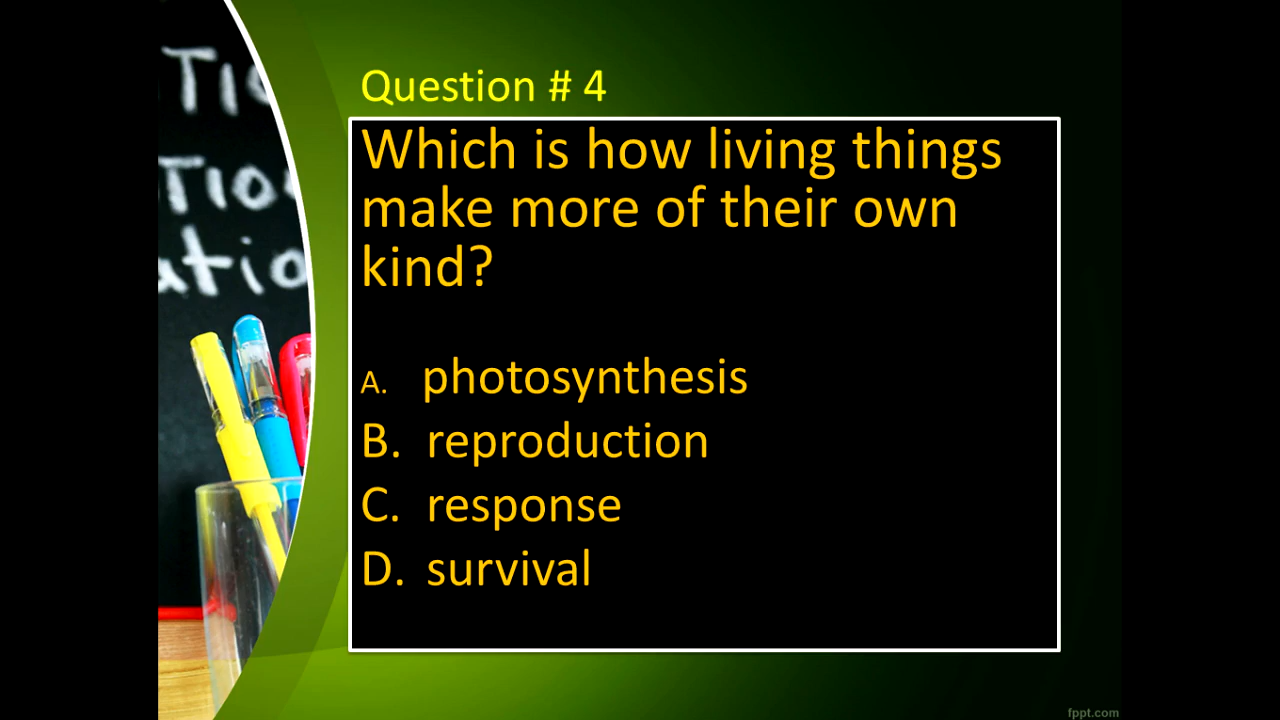 Question # 4
Which is how living things
make more of their own
kind?
A. photosynthesis
B. reproduction
C. response
D. survival
fppt.com